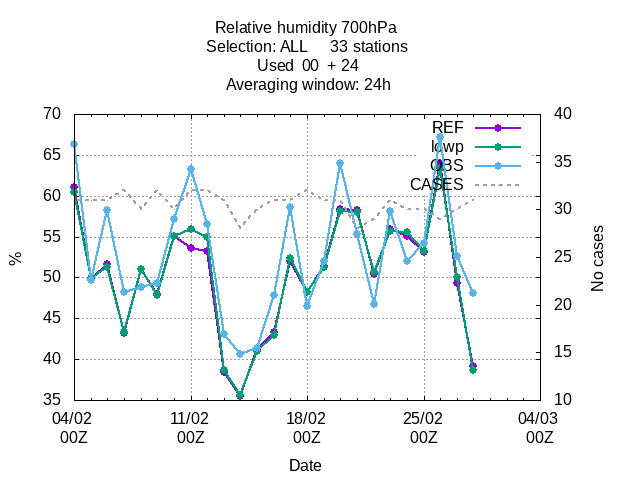 Relative humidity 700hPa
Selection: ALL 33 stations
Used 00 + 24
Averaging window: 24h
70
65
60
55
50
45
40
35
%
40
35
30
25
20
15
10
No cases
REF
lowp
OBS
CASES
04/02 11/02 18/02 25/02 04/03
00Z 00Z 00Z 00Z 00Z
Date